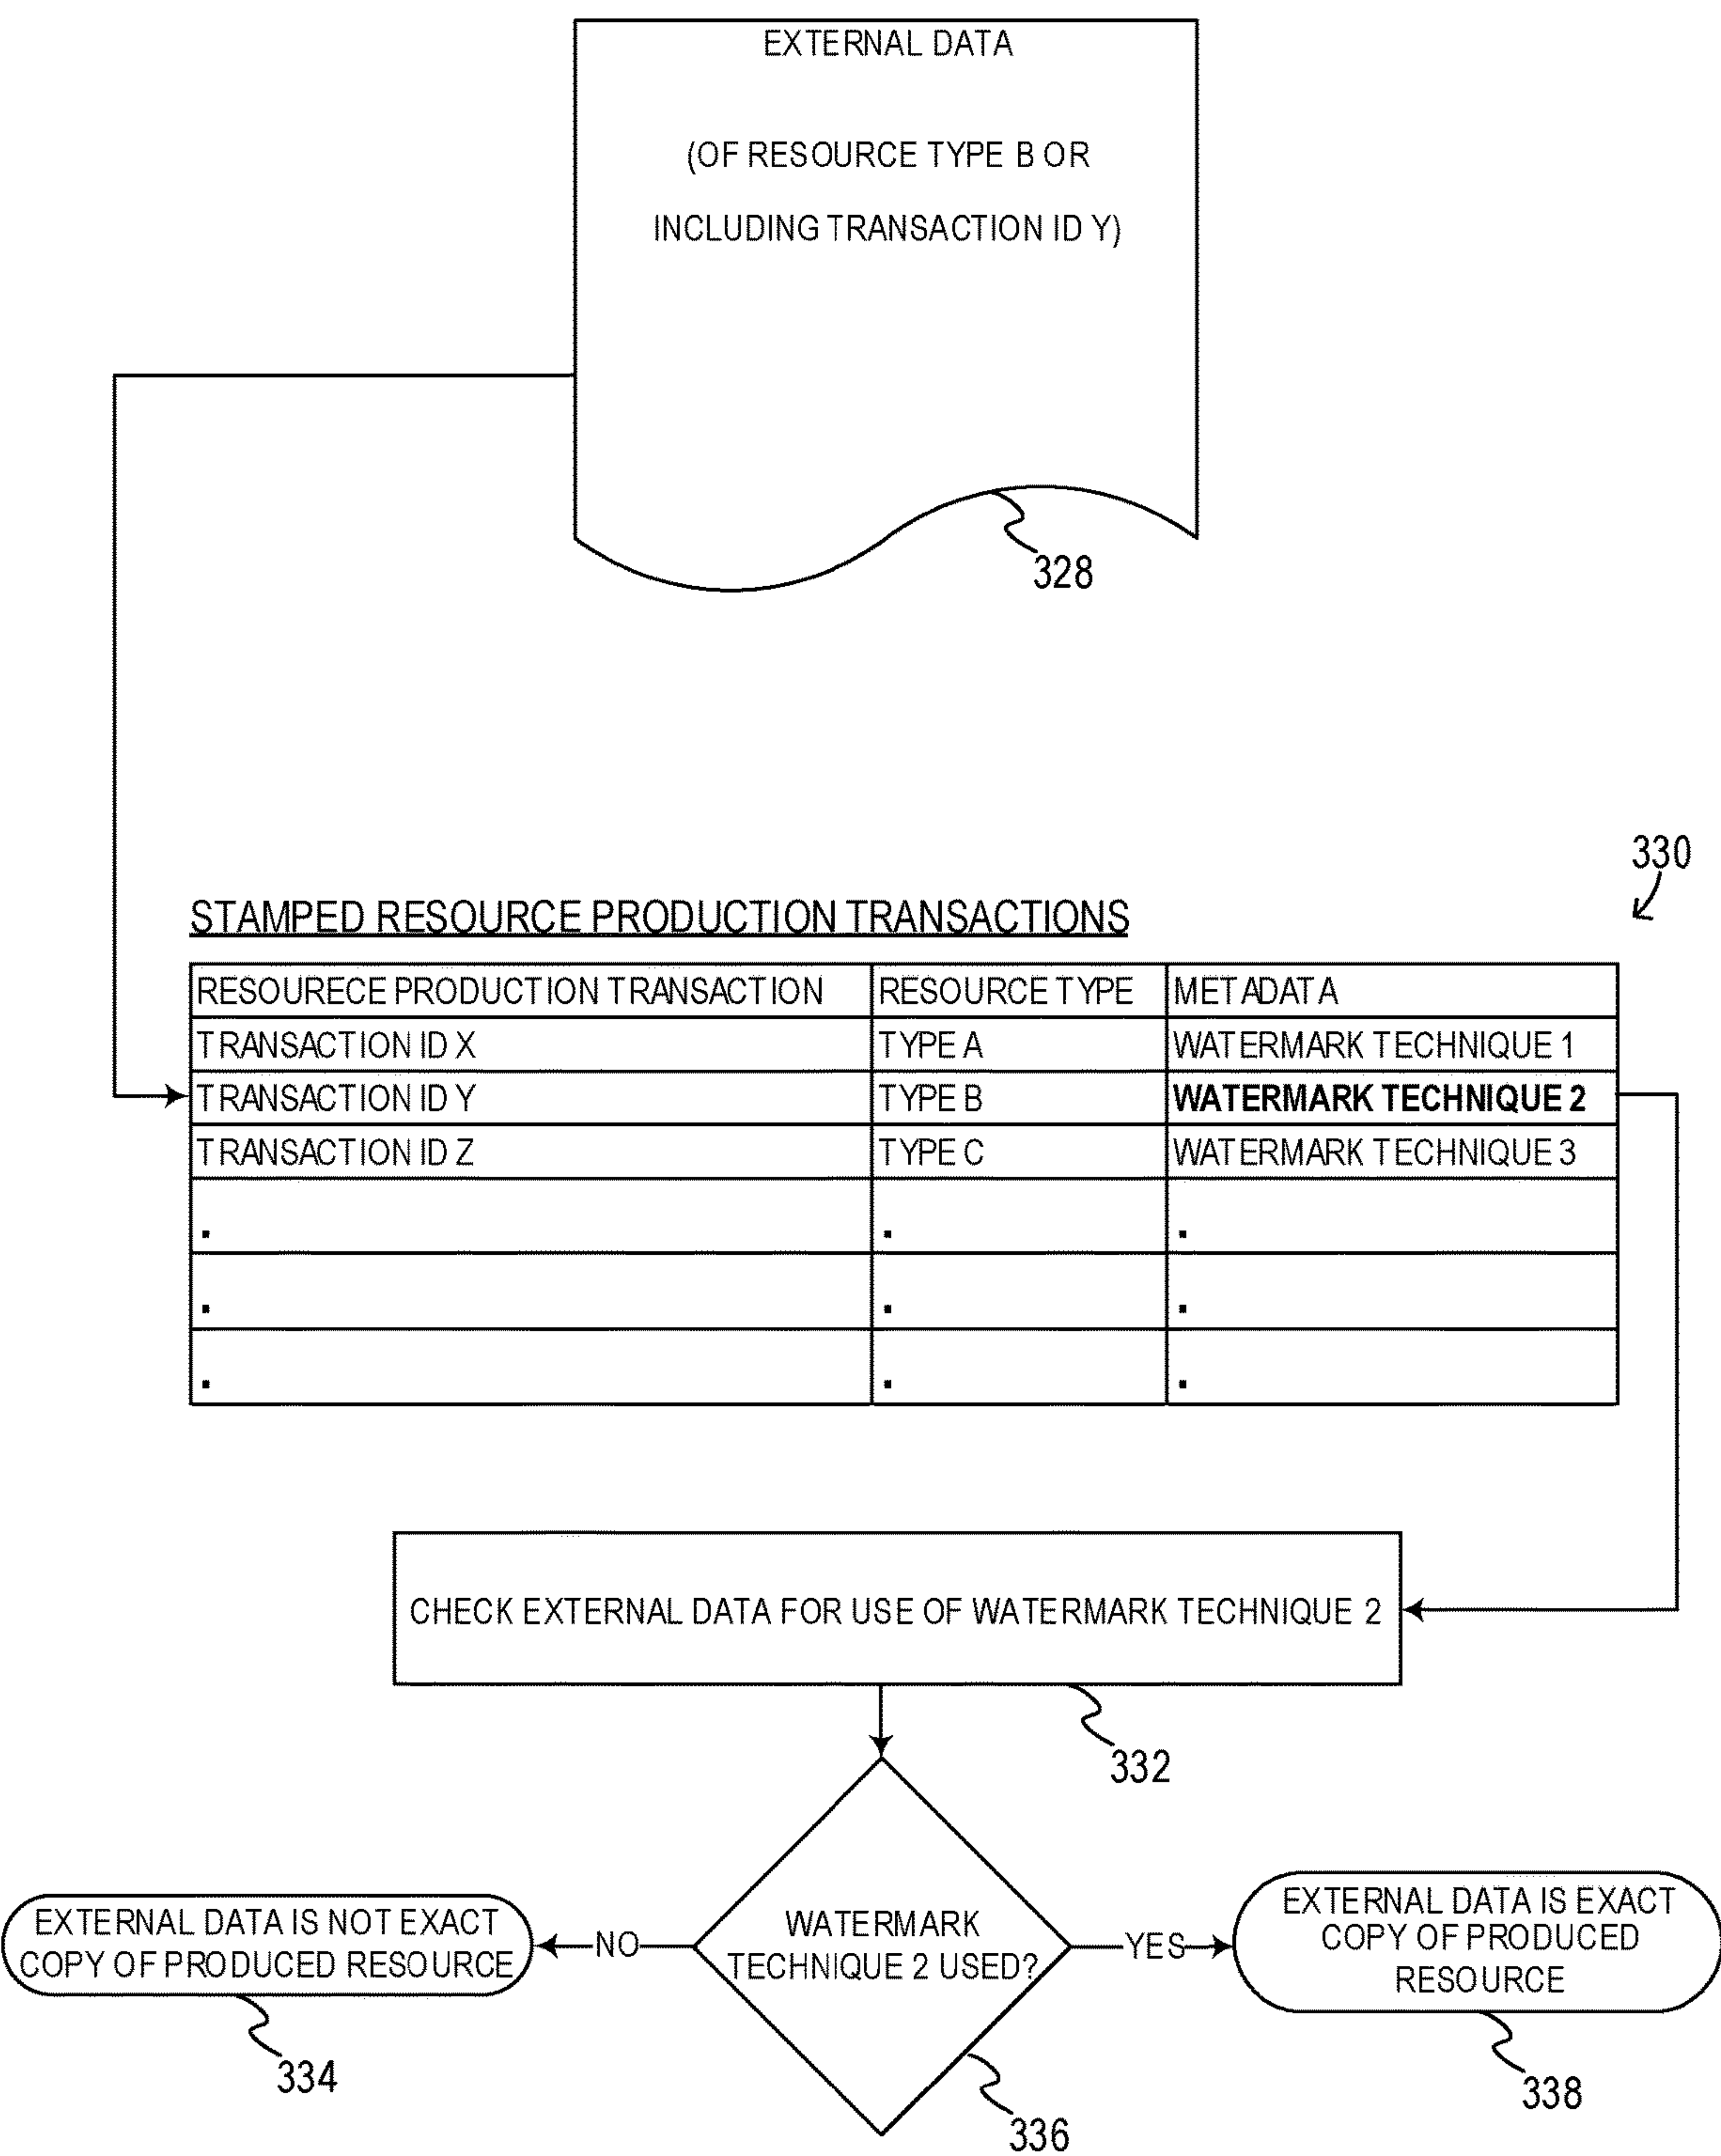 EXTERNAL DATA
(OF RESOURCE TYPE B OR
INCLUDING TRANSACTION ID Y)
328
330
STAMPED RESOURCE PRODUCTION TRANSACTIONS
RESOURECE PRODUCTION TRANSACTION RESOURCE TYPE METADATA
TRANSACTION ID X TYPE A WATERMARK TECHNIQUE 1
TRANSACTION ID Y TYPE B WATERMARK TECHNIQUE 2
TRANSACTION ID Z TYPE C WATERMARK TECHNIQUE 3
. . .
. . .
. . .
CHECK EXTERNAL DATA FOR USE OF WATERMARK TECHNIQUE 2
332
EXTERNAL DATA IS NOT EXACT
COPY OF PRODUCED RESOURCE
334
NO
WATERMARK
TECHNIQUE 2 USED?
336
YES
EXTERNAL DATA IS EXACT
COPY OF PRODUCED
RESOURCE
338